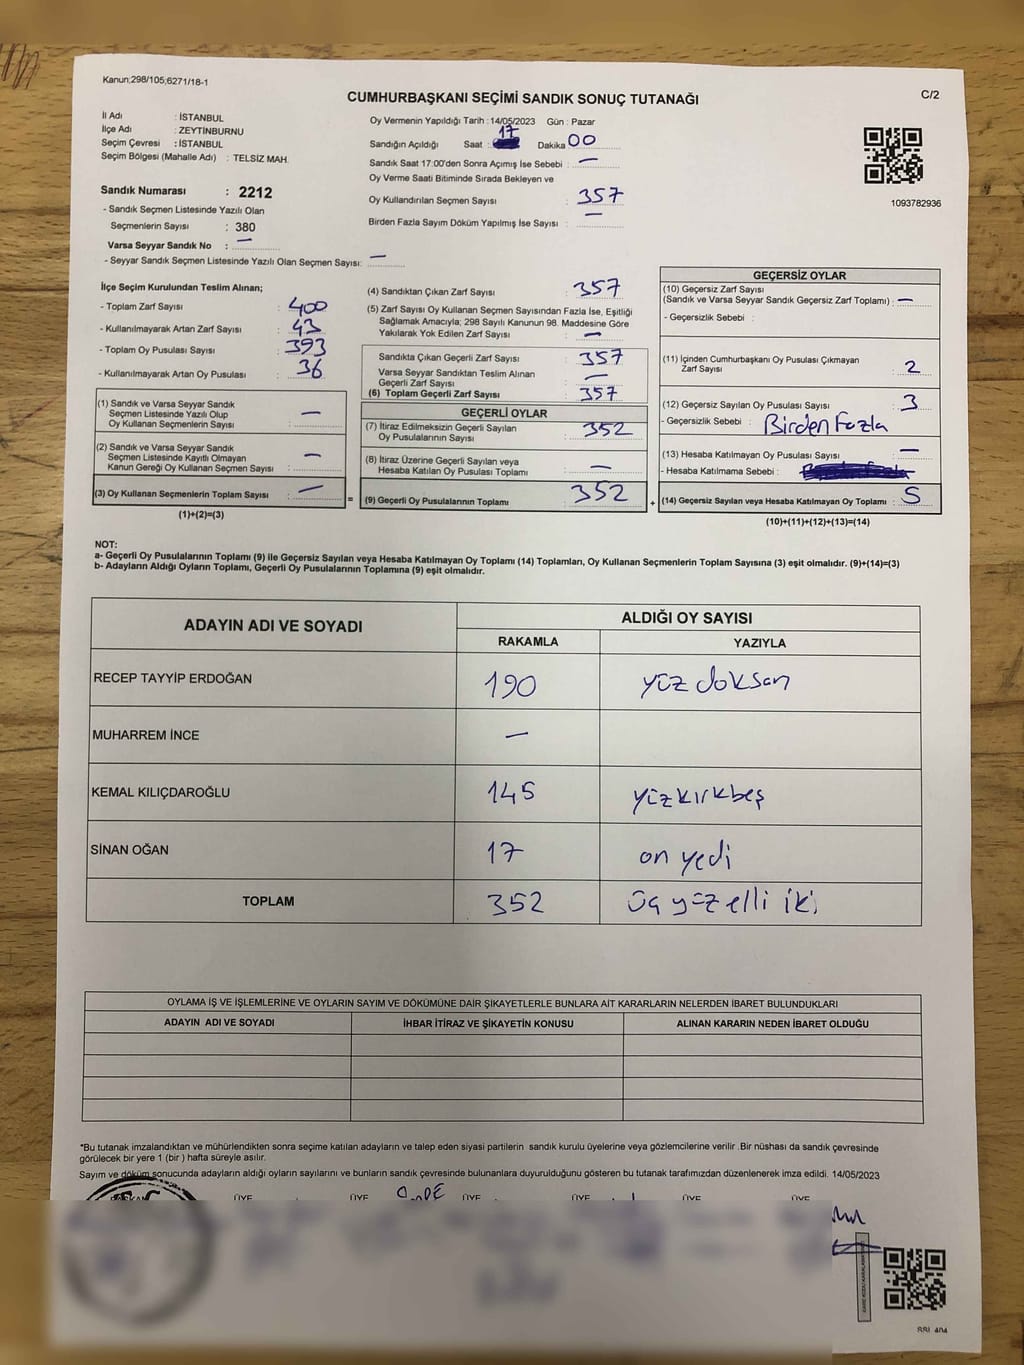 Kanun;298/105;6271/18-1
C/2
CUMHURBAŞKANI SEÇİMİ SANDIK SONUÇ TUTANAĞI
İl Adı : İSTANBUL
İlçe Adı : ZEYTİNBURNU
Seçim Çevresi : İSTANBUL
Seçim Bölgesi (Mahalle Adı) : TELSİZ MAH.
Sandık Numarası : 2212
- Sandık Seçmen Listesinde Yazılı Olan
Seçmenlerin Sayısı : 380
Varsa Seyyar Sandık No : —
- Seyyar Sandık Seçmen Listesinde Yazılı Olan Seçmen Sayısı: —
Oy Vermenin Yapıldığı Tarih : 14/05/2023 Gün : Pazar
Sandığın Açıldığı Saat : 17 Dakika 00
Sandık Saat 17:00'den Sonra Açımış İse Sebebi : —
Oy Verme Saati Bitiminde Sırada Bekleyen ve
Oy Kullandırılan Seçmen Sayısı : 357
Birden Fazla Sayım Döküm Yapılmış İse Sayısı : —
1093782936
İlçe Seçim Kurulundan Teslim Alınan;
- Toplam Zarf Sayısı : 400
- Kullanılmayarak Artan Zarf Sayısı : 43
- Toplam Oy Pusulası Sayısı : 393
- Kullanılmayarak Artan Oy Pusulası : 36
(1) Sandık ve Varsa Seyyar Sandık
Seçmen Listesinde Yazılı Olup
Oy Kullanan Seçmenlerin Sayısı : —
(2) Sandık ve Varsa Seyyar Sandık
Seçmen Listesinde Kayıtlı Olmayan
Kanun Gereği Oy Kullanan Seçmen Sayısı : —
(3) Oy Kullanan Seçmenlerin Toplam Sayısı : —
(1)+(2)=(3)
=
(4) Sandıktan Çıkan Zarf Sayısı : 357
(5) Zarf Sayısı Oy Kullanan Seçmen Sayısından Fazla İse, Eşitliği
Sağlamak Amacıyla; 298 Sayılı Kanunun 98. Maddesine Göre
Yakılarak Yok Edilen Zarf Sayısı : —
Sandıkta Çıkan Geçerli Zarf Sayısı : 357
Varsa Seyyar Sandıktan Teslim Alınan
Geçerli Zarf Sayısı : —
(6) Toplam Geçerli Zarf Sayısı : 357
GEÇERLİ OYLAR
(7) İtiraz Edilmeksizin Geçerli Sayılan
Oy Pusulalarının Sayısı : 352
(8) İtiraz Üzerine Geçerli Sayılan veya
Hesaba Katılan Oy Pusulası Toplamı : —
(9) Geçerli Oy Pusulalarının Toplamı : 352
+
GEÇERSİZ OYLAR
(10) Geçersiz Zarf Sayısı
(Sandık ve Varsa Seyyar Sandık Geçersiz Zarf Toplamı) : —
- Geçersizlik Sebebi :
(11) İçinden Cumhurbaşkanı Oy Pusulası Çıkmayan
Zarf Sayısı : 2
(12) Geçersiz Sayılan Oy Pusulası Sayısı : 3
- Geçersizlik Sebebi : Birden Fazla
(13) Hesaba Katılmayan Oy Pusulası Sayısı : —
- Hesaba Katılmama Sebebi :
(14) Geçersiz Sayılan veya Hesaba Katılmayan Oy Toplamı : 5
(10)+(11)+(12)+(13)=(14)
NOT:
a- Geçerli Oy Pusulalarının Toplamı (9) ile Geçersiz Sayılan veya Hesaba Katılmayan Oy Toplamı (14) Toplamları, Oy Kullanan Seçmenlerin Toplam Sayısına (3) eşit olmalıdır. (9)+(14)=(3)
b- Adayların Aldığı Oyların Toplamı, Geçerli Oy Pusulalarının Toplamına (9) eşit olmalıdır.
ADAYIN ADI VE SOYADI
ALDIĞI OY SAYISI
RAKAMLA YAZIYLA
RECEP TAYYİP ERDOĞAN 190 yüz doksan
MUHARREM İNCE —
KEMAL KILIÇDAROĞLU 145 yüzkırkbeş
SİNAN OĞAN 17 on yedi
TOPLAM 352 üç yüz elli iki
OYLAMA İŞ VE İŞLEMLERİNE VE OYLARIN SAYIM VE DÖKÜMÜNE DAİR ŞİKAYETLERLE BUNLARA AİT KARARLARIN NELERDEN İBARET BULUNDUKLARI
ADAYIN ADI VE SOYADI İHBAR İTİRAZ VE ŞİKAYETİN KONUSU ALINAN KARARIN NEDEN İBARET OLDUĞU
*Bu tutanak imzalandıktan ve mühürlendikten sonra seçime katılan adayların ve talep eden siyasi partilerin sandık kurulu üyelerine veya gözlemcilerine verilir .Bir nüshası da sandık çevresinde
görülecek bir yere 1 (bir ) hafta süreyle asılır.
Sayım ve döküm sonucunda adayların aldığı oyların sayılarını ve bunların sandık çevresinde bulunanlara duyurulduğunu gösteren bu tutanak tarafımızdan düzenlenerek imza edildi. 14/05/2023
ÜYE ÜYE ÜYE ÜYE ÜYE ÜYE